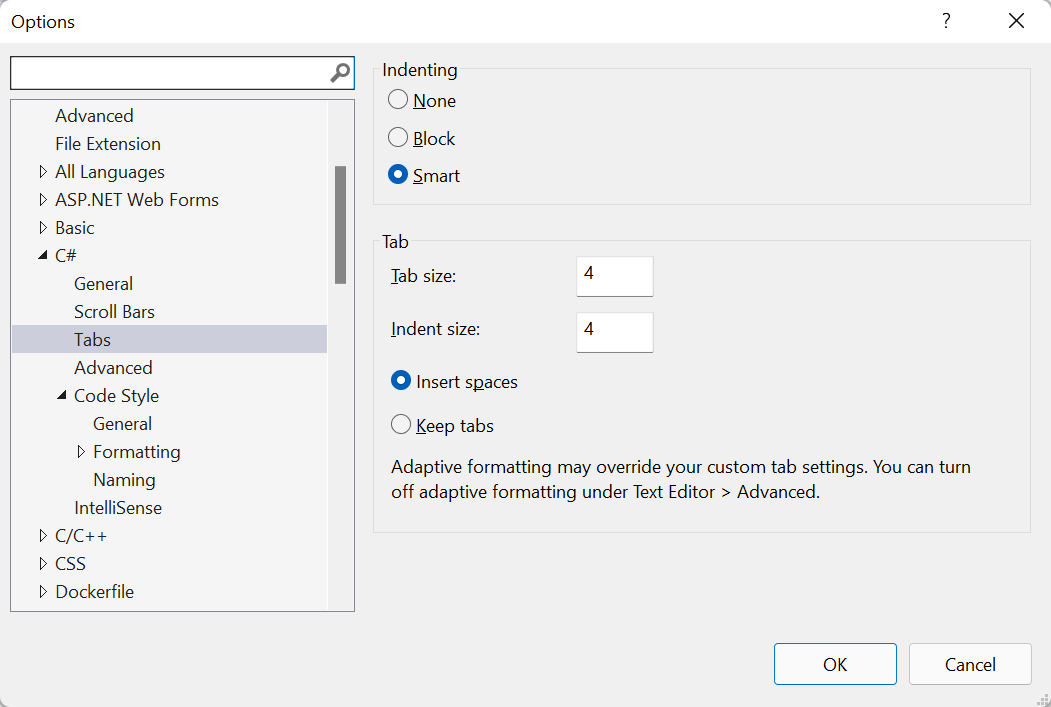 Options
?
Advanced
File Extension
All Languages
ASP.NET Web Forms
Basic
C#
General
Scroll Bars
Tabs
Advanced
Code Style
General
Formatting
Naming
IntelliSense
C/C++
CSS
Dockerfile
Indenting
None
Block
Smart
Tab
Tab size:
4
Indent size:
4
Insert spaces
Keep tabs
Adaptive formatting may override your custom tab settings. You can turn
off adaptive formatting under Text Editor > Advanced.
OK
Cancel